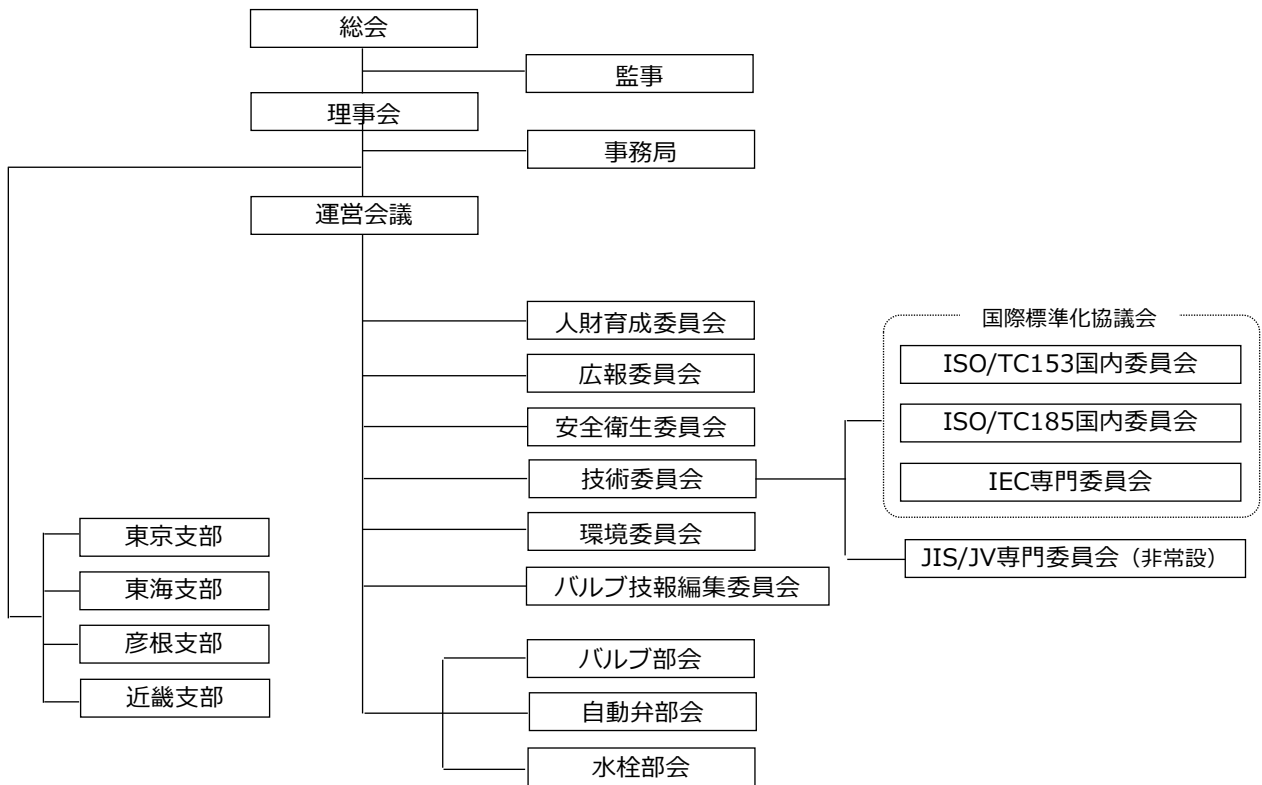 総会
監事
理事会
事務局
運営会議
人財育成委員会
広報委員会
安全衛生委員会
技術委員会
環境委員会
バルブ技報編集委員会
国際標準化協議会
ISO/TC153国内委員会
ISO/TC185国内委員会
IEC専門委員会
JIS/JV専門委員会（非常設）
東京支部
東海支部
彦根支部
近畿支部
バルブ部会
自動弁部会
水栓部会